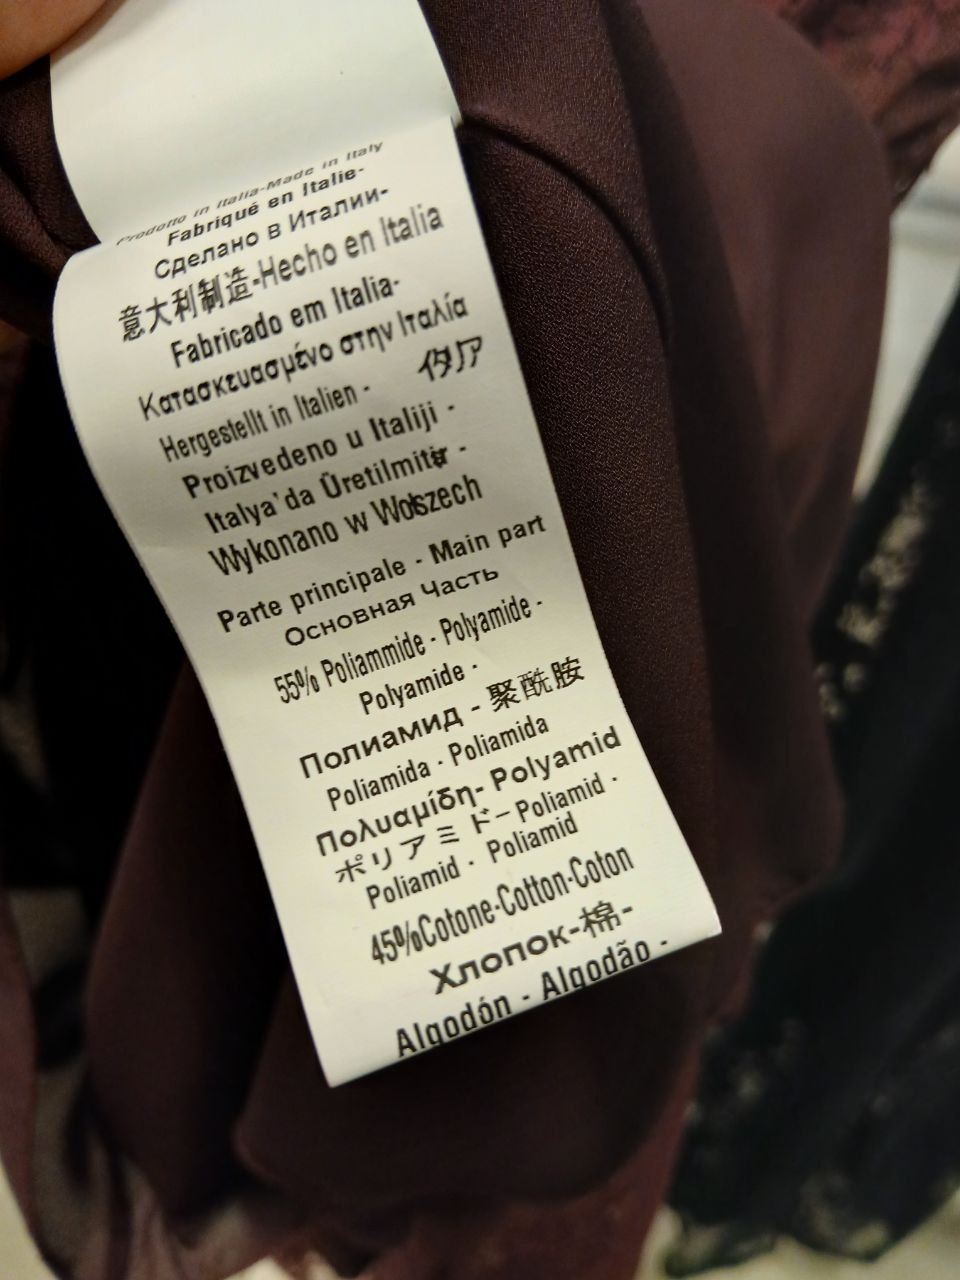 Prodotto in Italia-Made in Italy
Fabriqué en Italie-
Сделано в Италии-
意大利制造-Hecho en Italia
Fabricado em Italia-
Κατασκευασμένο στην Ιταλία
Hergestellt in Italien -
Proizvedeno u Italiji -
Italya'da Üretilmitir -
Wykonano w Wołszech
Parte principale - Main part
Основная Часть
55% Poliammide - Polyamide -
Polyamide -
Полиамид - 聚酰胺
Poliamida - Poliamida
Πολυαμίδη- Polyamid
ポリアミド-Poliamid -
Poliamid - Poliamid
45%Cotone-Cotton-Coton
Хлопок-棉-
Algodón - Algodão -